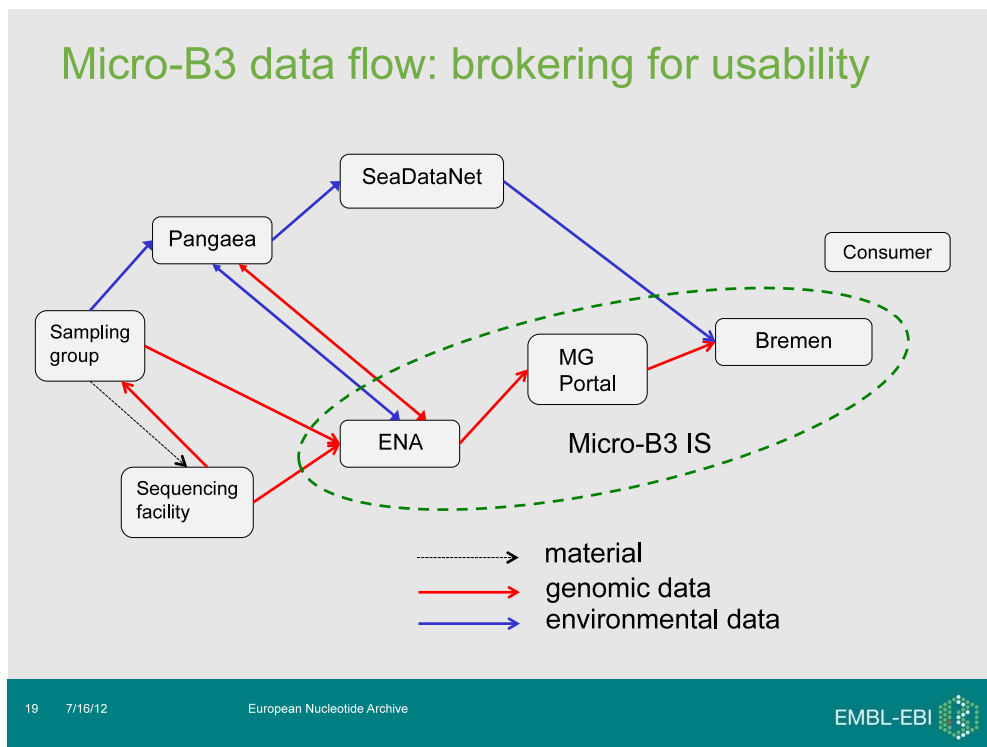 Micro-B3 data flow: brokering for usability
SeaDataNet
Pangaea
Consumer
Sampling
group
Bremen
MG
Portal
ENA
Micro-B3 IS
Sequencing
facility
material
genomic data
environmental data
19 7/16/12 European Nucleotide Archive
EMBL-EBI